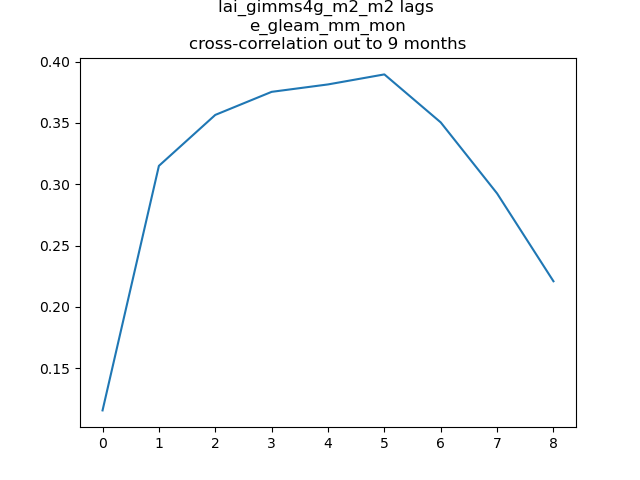 lai_gimms4g_m2_m2 lags
e_gleam_mm_mon
cross-correlation out to 9 months
0.40
0.35
0.30
0.25
0.20
0.15
0 1 2 3 4 5 6 7 8